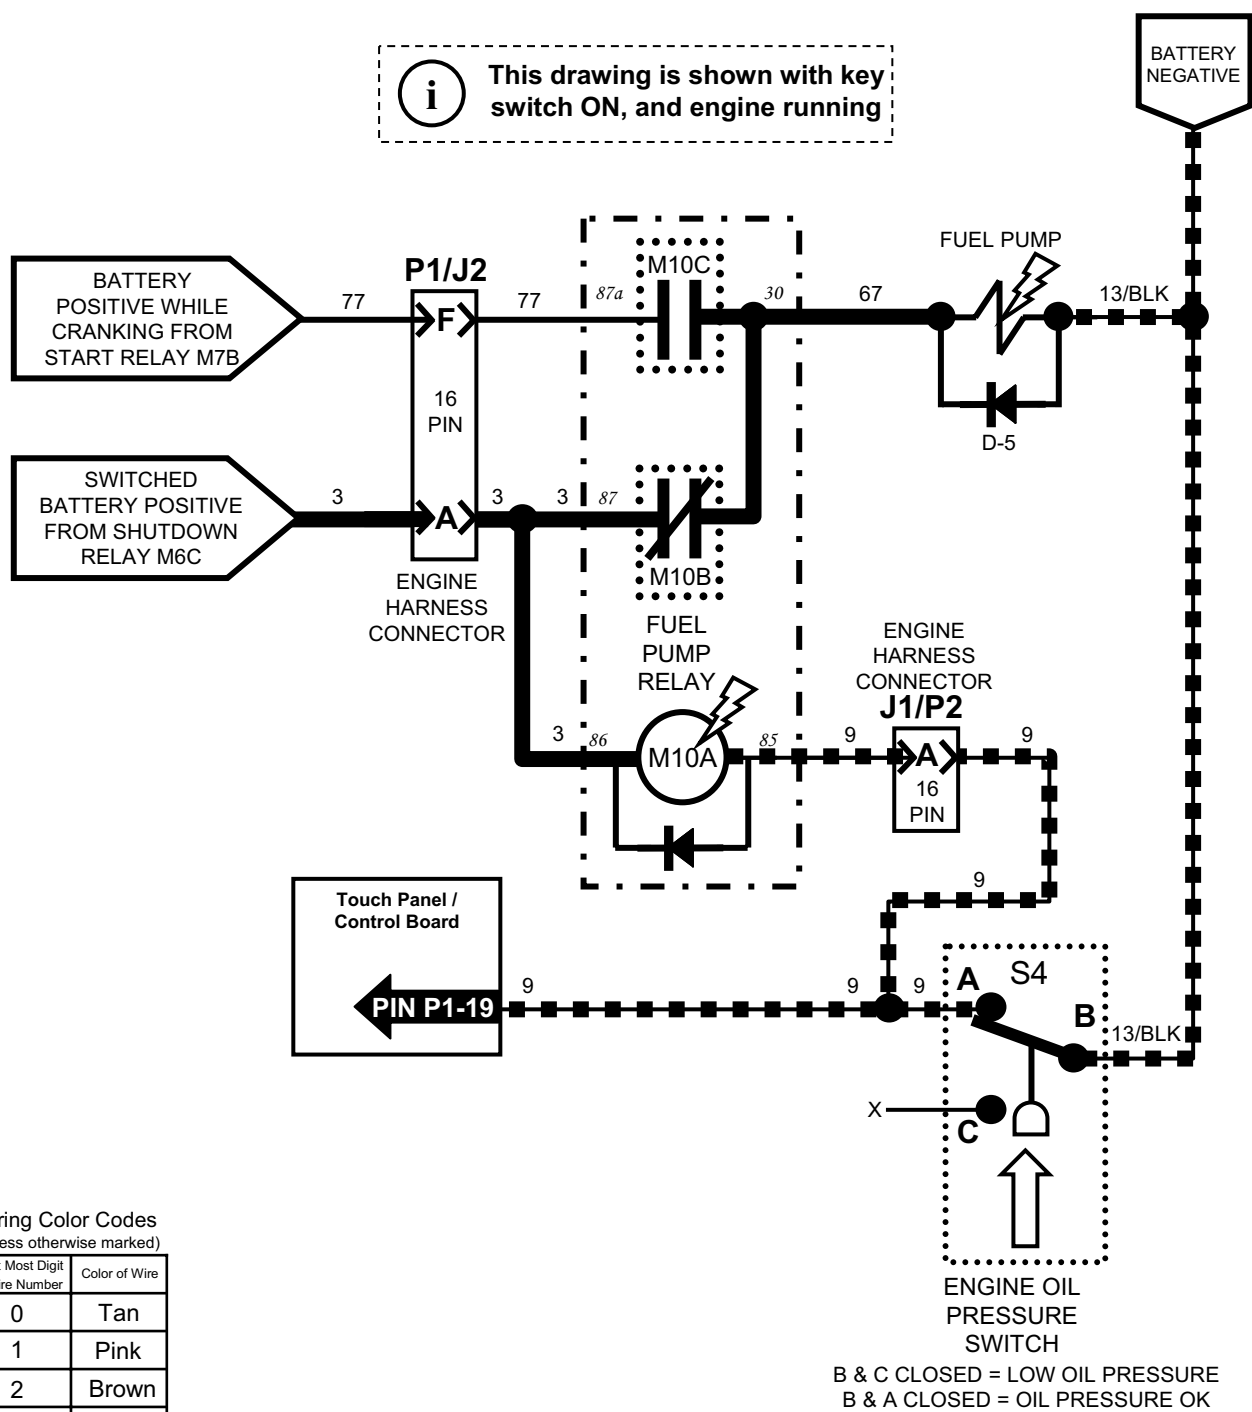 BATTERY
NEGATIVE
i
This drawing is shown with key
switch ON, and engine running
FUEL PUMP
P1/J2
M10C
BATTERY
POSITIVE WHILE
CRANKING FROM
START RELAY M7B
77
F
77
87a
30
67
13/BLK
16
PIN
D-5
SWITCHED
BATTERY POSITIVE
FROM SHUTDOWN
RELAY M6C
3
A
3
3
87
M10B
ENGINE
HARNESS
CONNECTOR
FUEL
PUMP
RELAY
ENGINE
HARNESS
CONNECTOR
J1/P2
3
86
M10A
85
9
A
9
16
PIN
9
Touch Panel /
Control Board
PIN P1-19
9
9
9
A
S4
B
13/BLK
X
C
ENGINE OIL
PRESSURE
SWITCH
B & C CLOSED = LOW OIL PRESSURE
B & A CLOSED = OIL PRESSURE OK
ring Color Codes
ess otherwise marked)
Most Digit
ire Number
Color of Wire
0 Tan
1 Pink
2 Brown